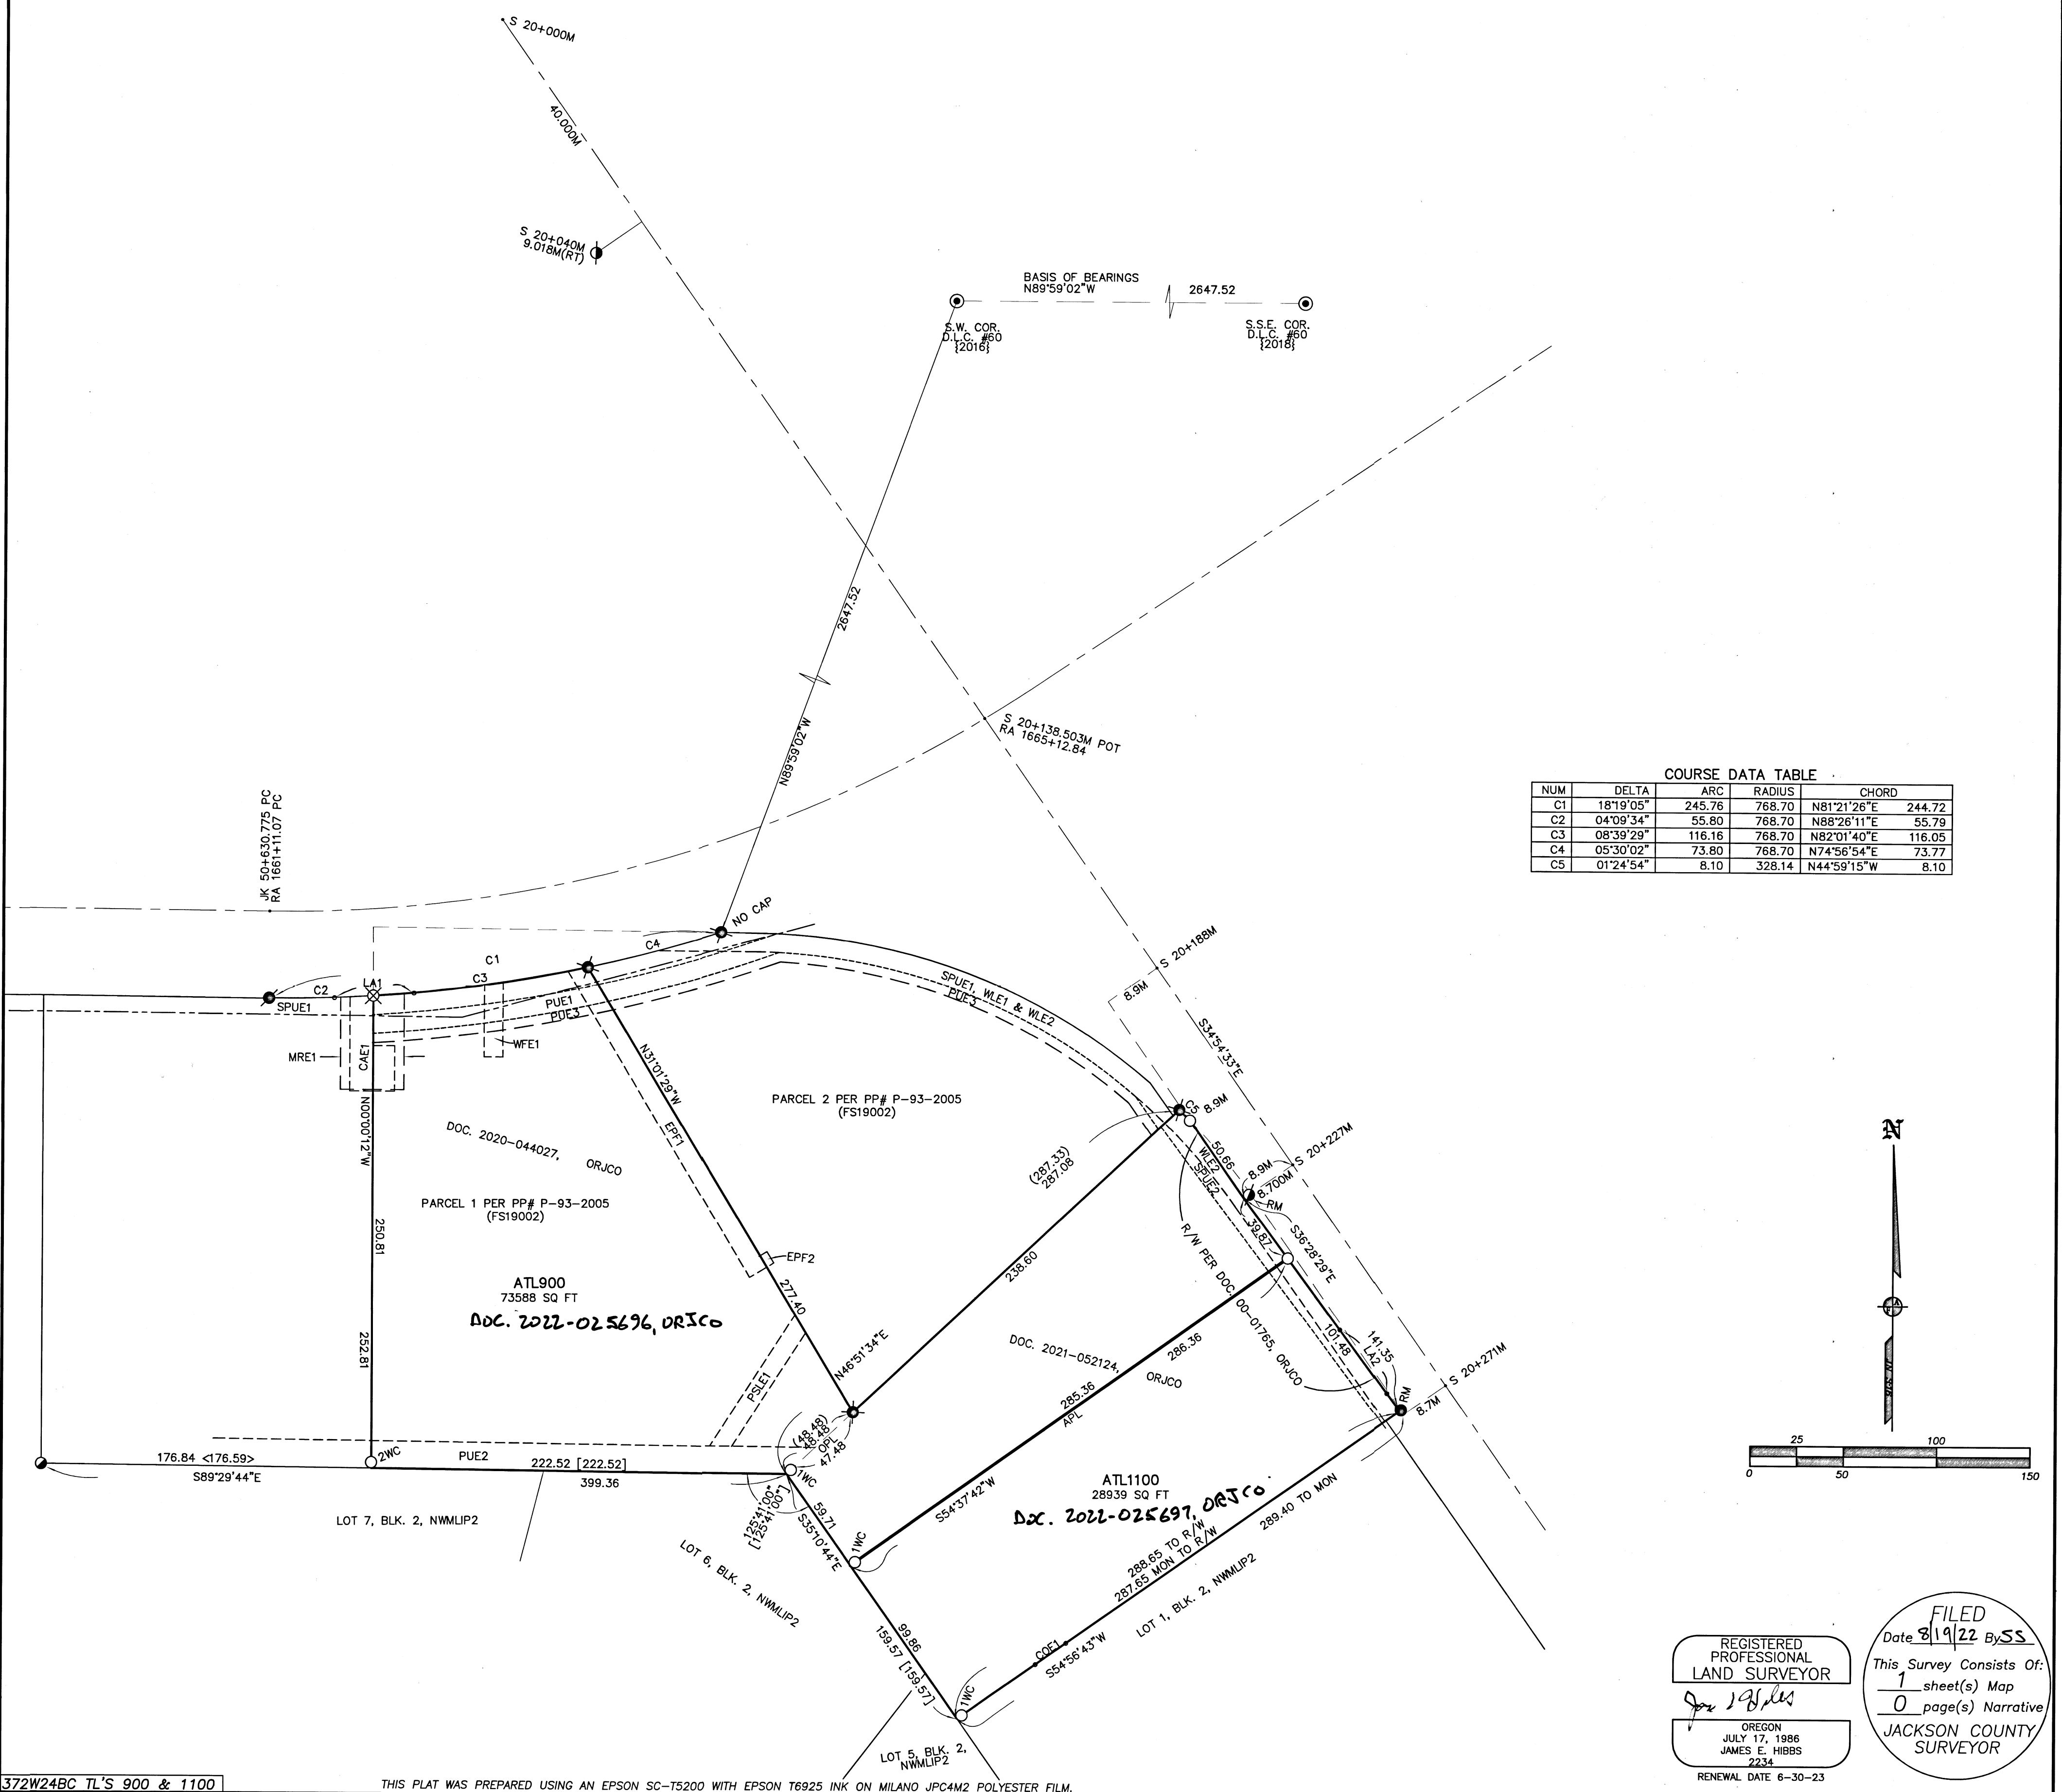 S 20+000M
40.000M
S 20+040M
9.018M(RT)
BASIS OF BEARINGS
N89°59'02"W
2647.52
S.W. COR.
D.L.C. #60
{2016}
S.S.E. COR.
D.L.C. #60
{2018}
2647.52
N89°59'02"W
S 20+138.503M POT
RA 1665+12.84
JK 50+630.775 PC
RA 1661+11.07 PC
COURSE DATA TABLE
NUM DELTA ARC RADIUS CHORD
C1 18°19'05" 245.76 768.70 N81°21'26"E 244.72
C2 04°09'34" 55.80 768.70 N88°26'11"E 55.79
C3 08°39'29" 116.16 768.70 N82°01'40"E 116.05
C4 05°30'02" 73.80 768.70 N74°56'54"E 73.77
C5 01°24'54" 8.10 328.14 N44°59'15"W 8.10
NO CAP
C4
C1
C3
LA1
C2
SPUE1
PUE1
PUE3
WFE1
MRE1
CAE1
SPUE1, WLE1 & WLE2
PUE3
S 20+188M
8.9M
S34°54'33"E
N00°00'12"W
N31°01'29"W
EPF1
PARCEL 2 PER PP# P-93-2005
(FS19002)
C5
8.9M
DOC. 2020-044027,
ORJCO
(287.33)
287.08
50.66
WLE2
SPUE2
8.9M
S 20+227M
8.700M
RM
39.87
S36°28'29"E
PARCEL 1 PER PP# P-93-2005
(FS19002)
250.81
R/W PER DOC. 00-01765, ORJCO
EPF2
238.60
277.40
ATL900
73588 SQ FT
DOC. 2022-025696, ORJCO
252.81
N46°51'34"E
PSLE1
DOC. 2021-052124,
ORJCO
286.36
285.36
APL
101.48
141.35
LA2
RM
8.7M
S 20+271M
(48.48)
48.48
OPL
47.48
176.84 <176.59>
S89°29'44"E
2WC
PUE2
222.52 [222.52]
399.36
1WC
125°41'00"
[125°41'00"]
59.71
S35°10'44"E
S54°37'42"W
ATL1100
28939 SQ FT
DOC. 2022-025697, ORJCO
1WC
289.40 TO MON
288.65 TO R/W
287.65 MON TO R/W
LOT 7, BLK. 2, NWMLIP2
LOT 6, BLK. 2, NWMLIP2
LOT 1, BLK. 2, NWMLIP2
99.86
159.57 [159.57]
COE1
S54°56'43"W
1WC
LOT 5, BLK. 2,
NWMLIP2
N
25 100
0 50 150
REGISTERED
PROFESSIONAL
LAND SURVEYOR
OREGON
JULY 17, 1986
JAMES E. HIBBS
2234
RENEWAL DATE 6-30-23
FILED
Date 8/19/22 By SS
This Survey Consists Of:
1 sheet(s) Map
0 page(s) Narrative
JACKSON COUNTY
SURVEYOR
372W24BC TL'S 900 & 1100
THIS PLAT WAS PREPARED USING AN EPSON SC-T5200 WITH EPSON T6925 INK ON MILANO JPC4M2 POLYESTER FILM.